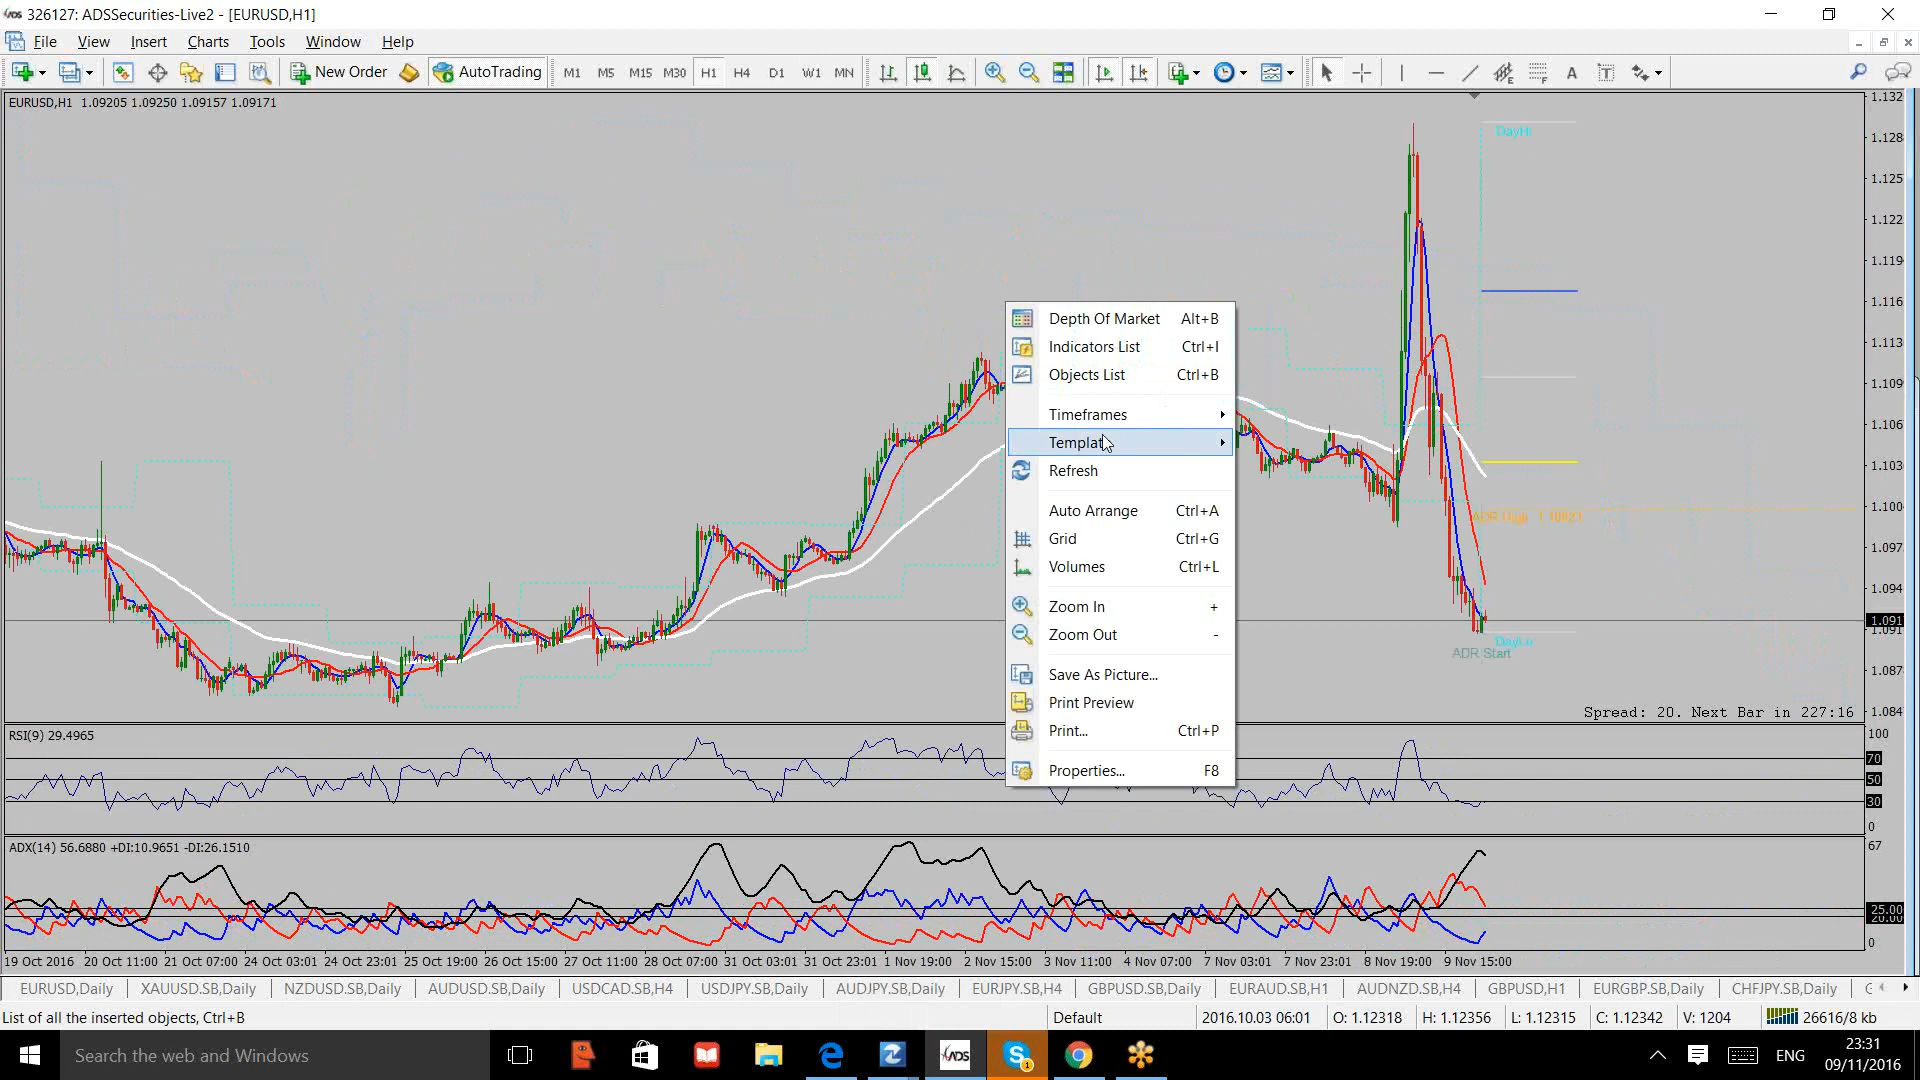 326127: ADSSecurities-Live2 - [EURUSD,H1]
File View Insert Charts Tools Window Help
New Order AutoTrading M1 M5 M15 M30 H1 H4 D1 W1 MN
EURUSD,H1 1.09205 1.09250 1.09157 1.09171
1.132
DayHi
1.128
1.125
1.122
1.119
1.116
1.113
1.109
1.106
1.103
1.100
ADR High 1.10021
1.097
1.094
1.091
1.091
DayLo
ADR Start
1.087
1.084
Depth Of Market Alt+B
Indicators List Ctrl+I
Objects List Ctrl+B
Timeframes
Templat
Refresh
Auto Arrange Ctrl+A
Grid Ctrl+G
Volumes Ctrl+L
Zoom In +
Zoom Out -
Save As Picture...
Print Preview
Print... Ctrl+P
Properties... F8
Spread: 20. Next Bar in 227:16
RSI(9) 29.4965
100
70
50
30
0
ADX(14) 56.6880 +DI:10.9651 -DI:26.1510
67
25.00
20.00
0
19 Oct 2016 20 Oct 11:00 21 Oct 07:00 24 Oct 03:01 24 Oct 23:01 25 Oct 19:00 26 Oct 15:00 27 Oct 11:00 28 Oct 07:00 31 Oct 03:01 31 Oct 23:01 1 Nov 19:00 2 Nov 15:00 3 Nov 11:00 4 Nov 07:00 7 Nov 03:01 7 Nov 23:01 8 Nov 19:00 9 Nov 15:00
EURUSD,Daily XAUUSD.SB,Daily NZDUSD.SB,Daily AUDUSD.SB,Daily USDCAD.SB,H4 USDJPY.SB,Daily AUDJPY.SB,Daily EURJPY.SB,H4 GBPUSD.SB,Daily EURAUD.SB,H1 AUDNZD.SB,H4 GBPUSD,H1 EURGBP.SB,Daily CHFJPY.SB,Daily
List of all the inserted objects, Ctrl+B Default 2016.10.03 06:01 O: 1.12318 H: 1.12356 L: 1.12315 C: 1.12342 V: 1204 26616/8 kb
Search the web and Windows ADS 1 ENG 23:31
09/11/2016